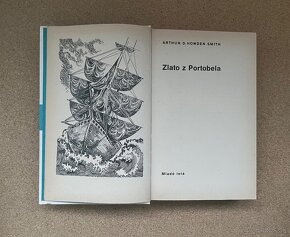 ARTHUR D. HOWDEN SMITH
Zlato z Portobela
Mladé letá